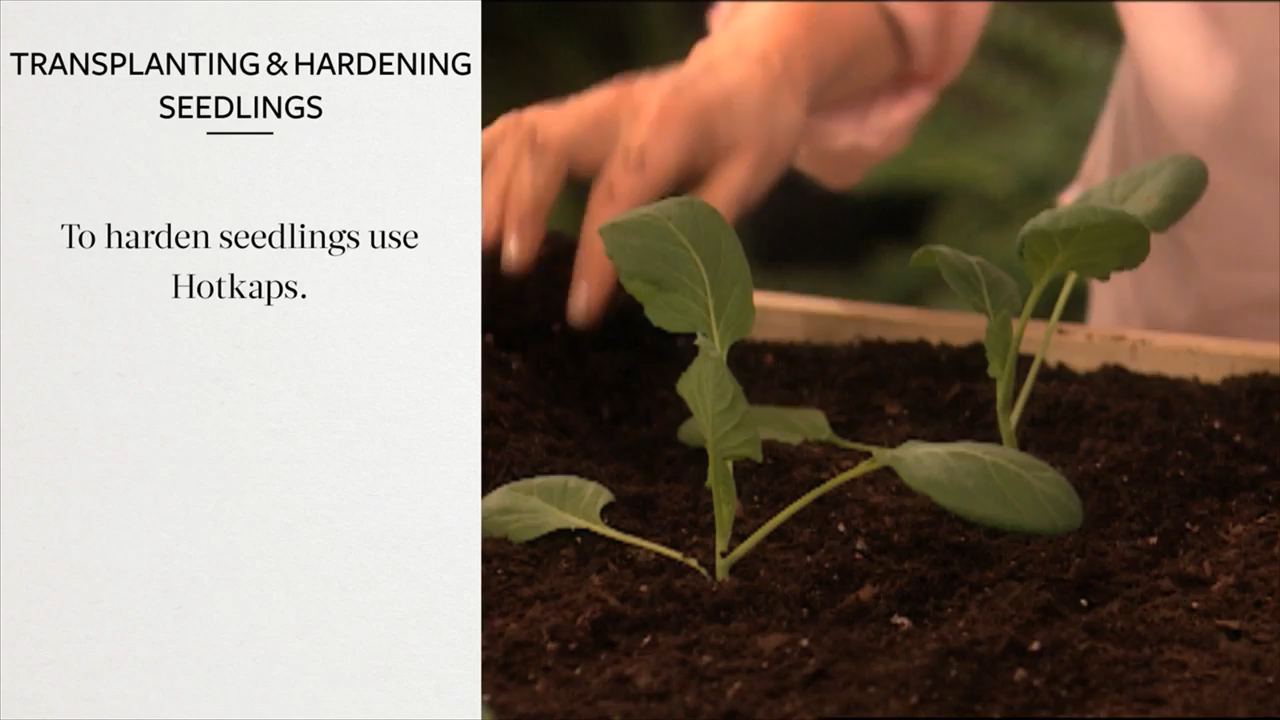 TRANSPLANTING & HARDENING
SEEDLINGS
To harden seedlings use
Hotkaps.